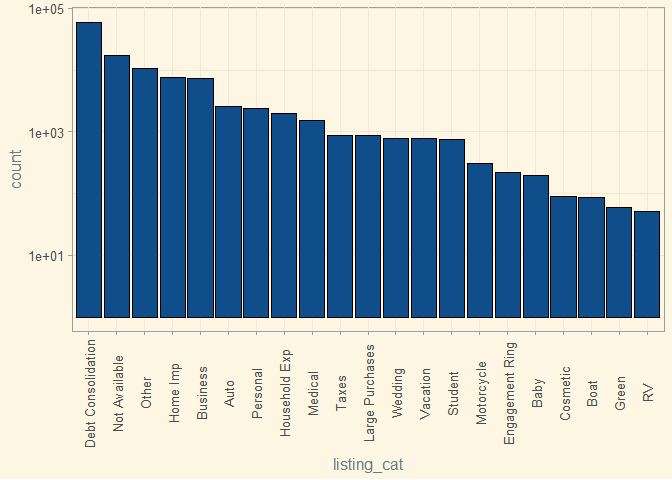 1e+05
1e+03
1e+01
count
Debt Consolidation
Not Available
Other
Home Imp
Business
Auto
Personal
Household Exp
Medical
Taxes
Large Purchases
Wedding
Vacation
Student
Motorcycle
Engagement Ring
Baby
Cosmetic
Boat
Green
RV
listing_cat